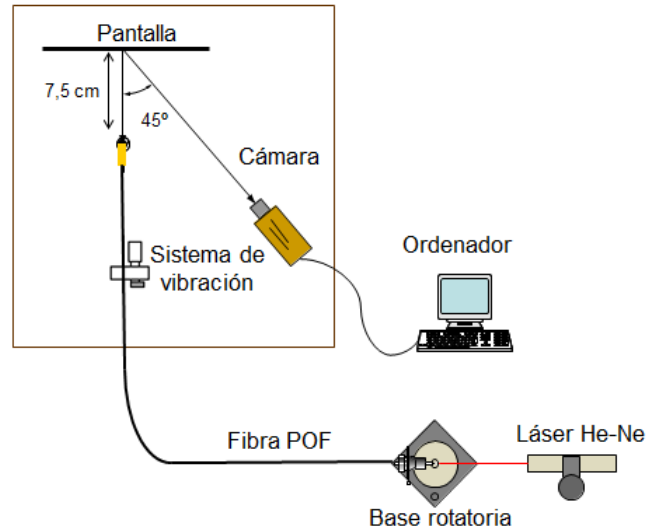 Pantalla
7,5 cm
45º
Cámara
Sistema de
vibración
Ordenador
Fibra POF
Láser He-Ne
Base rotatoria